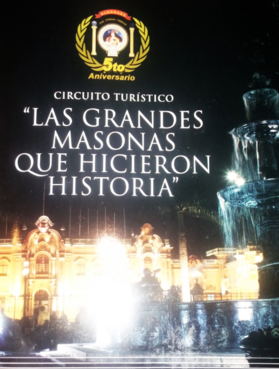 5to
Aniversario
CIRCUITO TURÍSTICO
“LAS GRANDES
MASONAS
QUE HICIERON
HISTORIA”